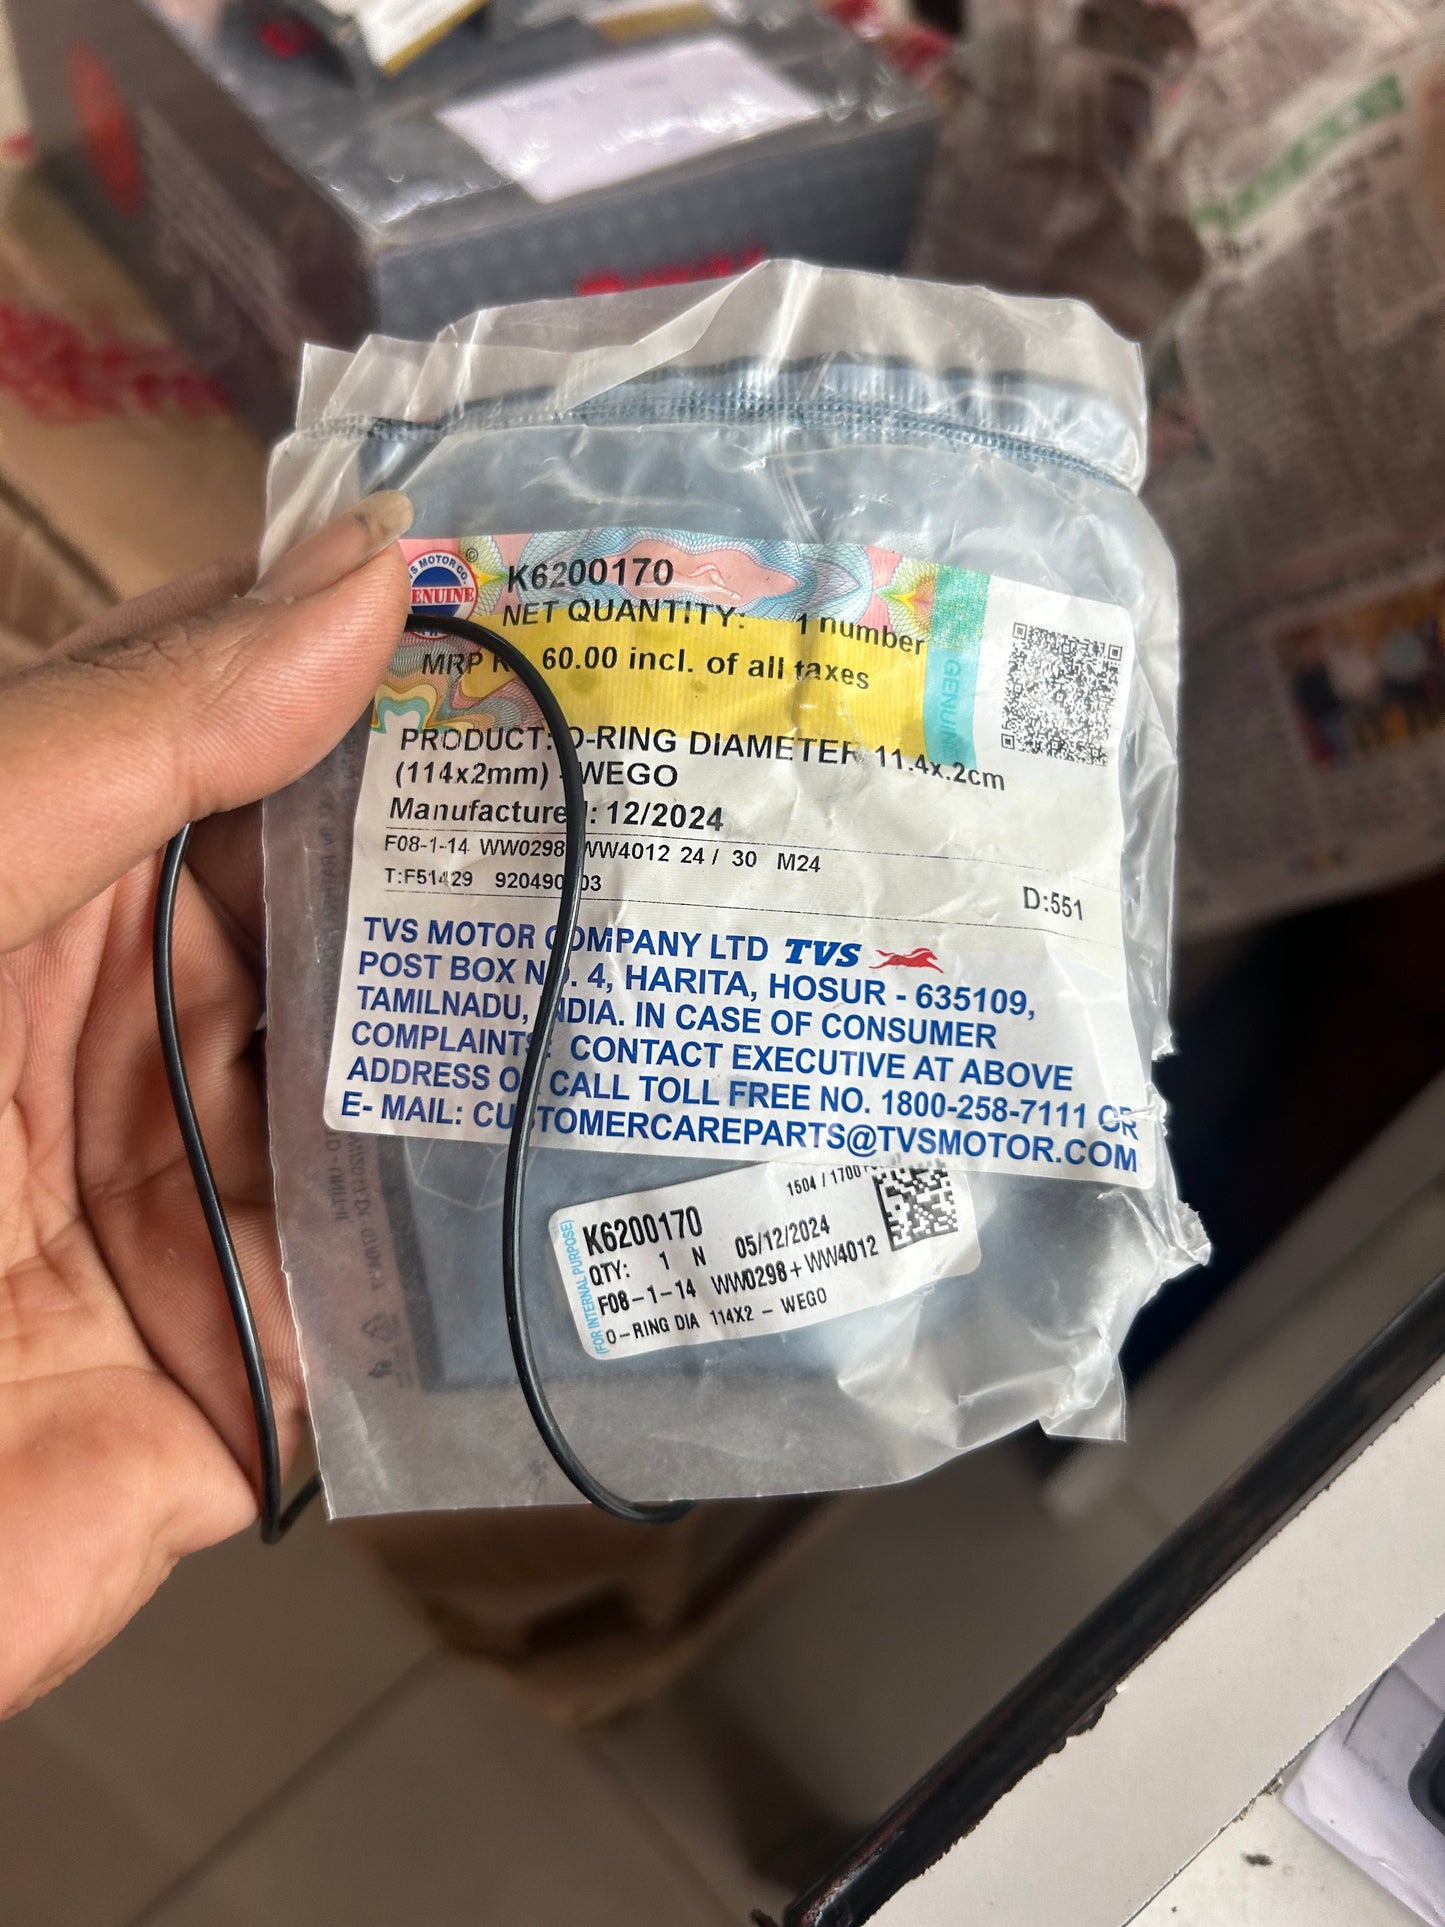 MOTOR CO.
GENUINE
©
K6200170
NET QUANTITY: 1 number
MRP 60.00 incl. of all taxes
GENUINE
PRODUCT: O-RING DIAMETER 11.4x.2cm
(114x2mm) - WEGO
Manufactured: 12/2024
F08-1-14 WW0298 WW4012 24 / 30 M24
T:F51429
D:551
TVS MOTOR COMPANY LTD TVS
POST BOX NO. 4, HARITA, HOSUR - 635109,
TAMILNADU, INDIA. IN CASE OF CONSUMER
COMPLAINTS: CONTACT EXECUTIVE AT ABOVE
ADDRESS OR CALL TOLL FREE NO. 1800-258-7111 OR
E- MAIL: CUSTOMERCAREPARTS@TVSMOTOR.COM
(FOR INTERNAL PURPOSE)
1504 / 1700
K6200170
QTY: 1 N 05/12/2024
F08-1-14 WW0298+WW4012
O-RING DIA 114X2 - WEGO